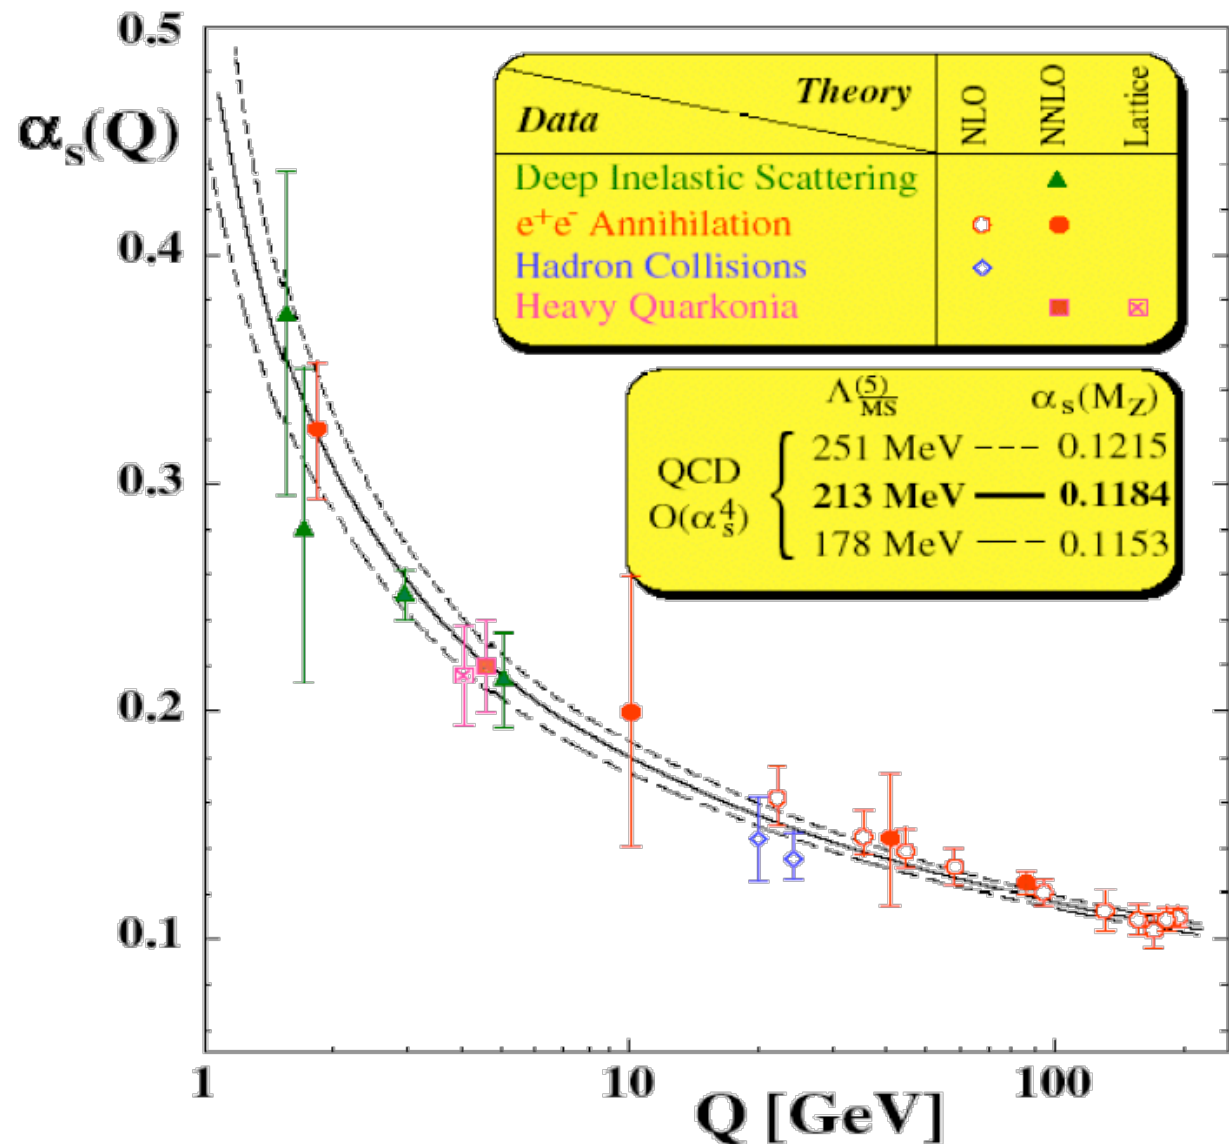 0.5
αs(Q)
0.4
0.3
0.2
0.1
1
10
100
Q [GeV]
Theory
Data
NLO
NNLO
Lattice
Deep Inelastic Scattering
e+e- Annihilation
Hadron Collisions
Heavy Quarkonia
Λ(5)MS αs(MZ)
QCD
O(αs4)
251 MeV 0.1215
213 MeV 0.1184
178 MeV 0.1153